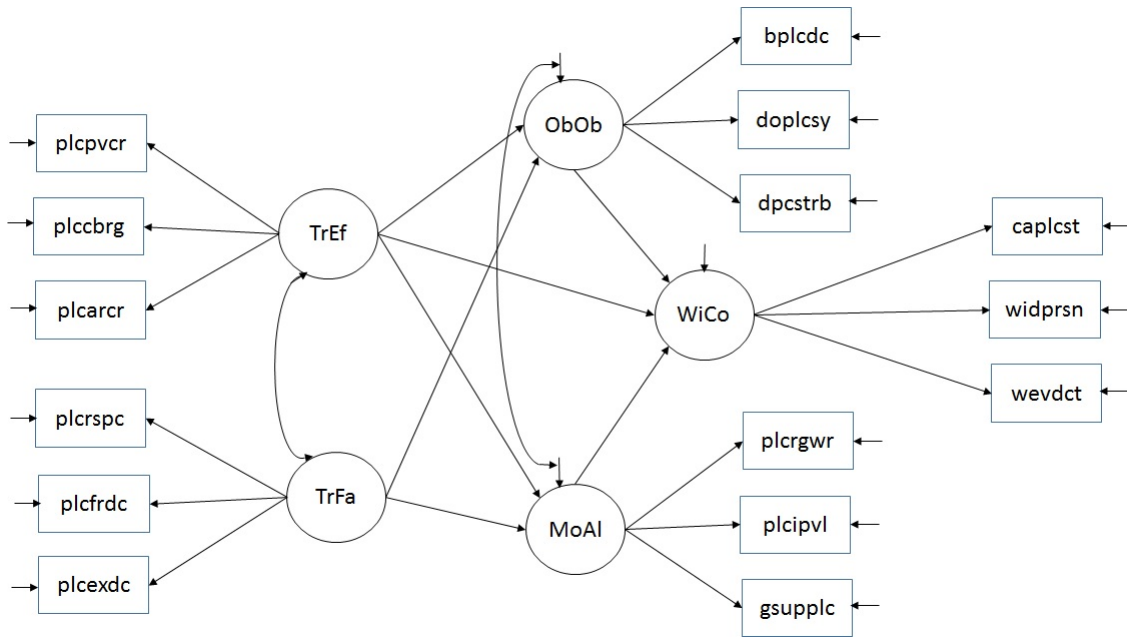 bplcdc
ObOb
doplcsy
plcpvcr
dpcstrb
plccbrg
TrEf
caplcst
plcarcr
WiCo
widprsn
wevdct
plcrspc
plcrgwr
plcfrdc
TrFa
MoAl
plcipvl
plcexdc
gsupplc